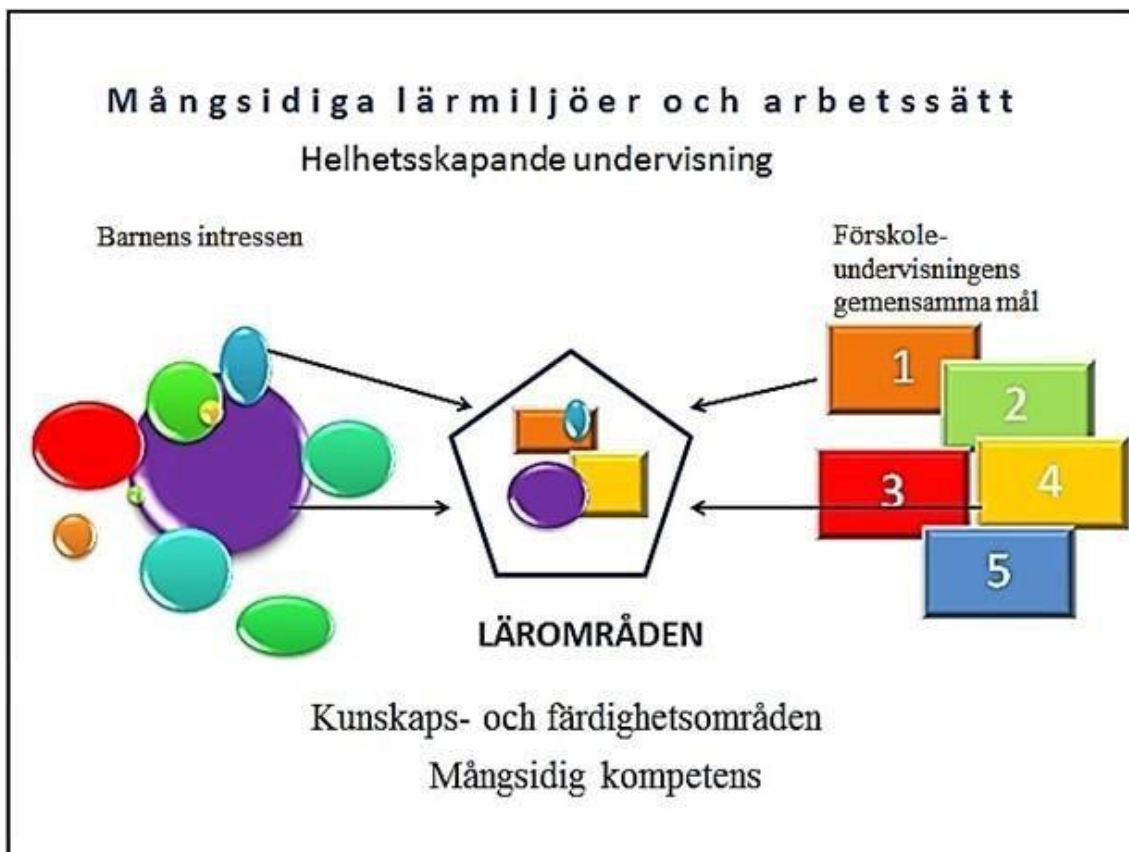 Mångsidiga lärmiljöer och arbetssätt
Helhetsskapande undervisning
Barnens intressen
Förskole-
undervisningens
gemensamma mål
1
2
3
4
5
LÄROMRÅDEN
Kunskaps- och färdighetsområden
Mångsidig kompetens